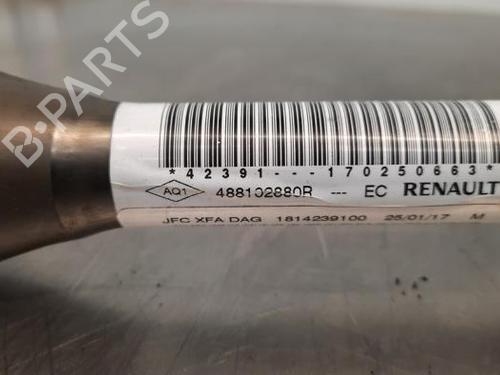 B-PARTS
*42391---170250663*
AQ1 488102880R --- EC RENAULT
JFC XFA DAG 1814239100 25/01/17 M